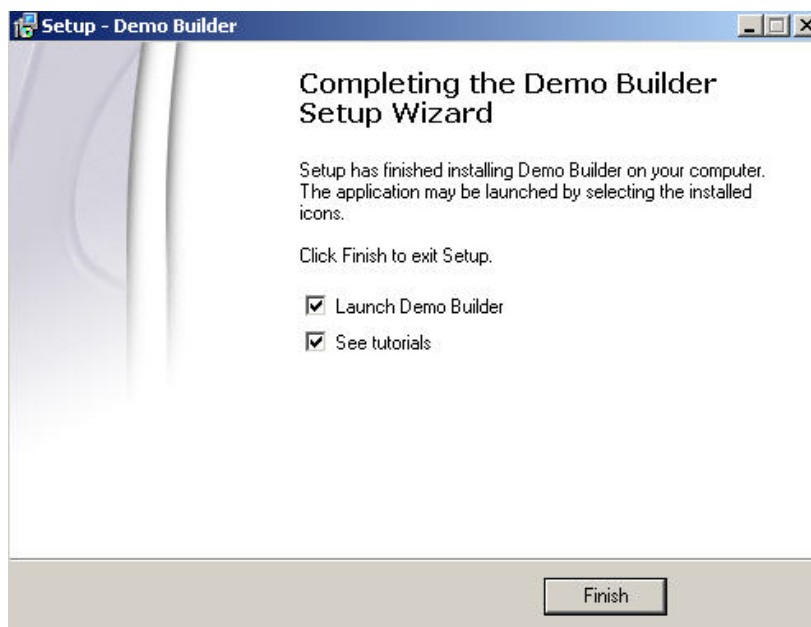 Setup - Demo Builder
Completing the Demo Builder
Setup Wizard
Setup has finished installing Demo Builder on your computer.
The application may be launched by selecting the installed
icons.
Click Finish to exit Setup.
Launch Demo Builder
See tutorials
Finish